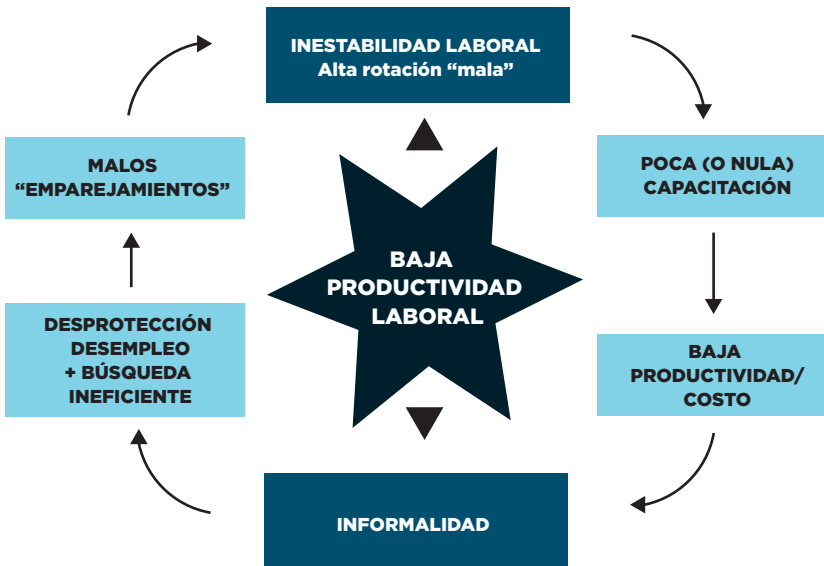 INESTABILIDAD LABORAL
Alta rotación “mala”
MALOS
“EMPAREJAMIENTOS”
POCA (O NULA)
CAPACITACIÓN
BAJA
PRODUCTIVIDAD
LABORAL
DESPROTECCIÓN
DESEMPLEO
+ BÚSQUEDA
INEFICIENTE
BAJA
PRODUCTIVIDAD/
COSTO
INFORMALIDAD